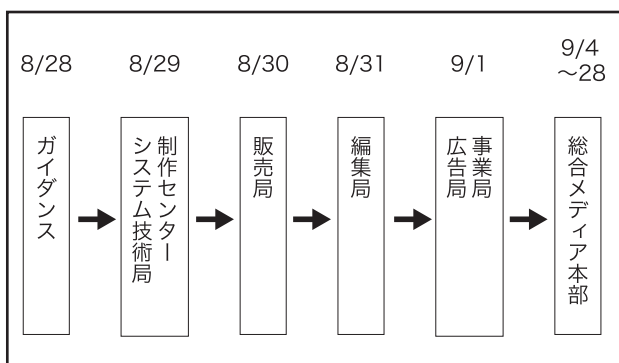 8/28
8/29
8/30
8/31
9/1
9/4
～28
ガイダンス
制作センター
システム技術局
販売局
編集局
事業局
広告局
総合メディア本部